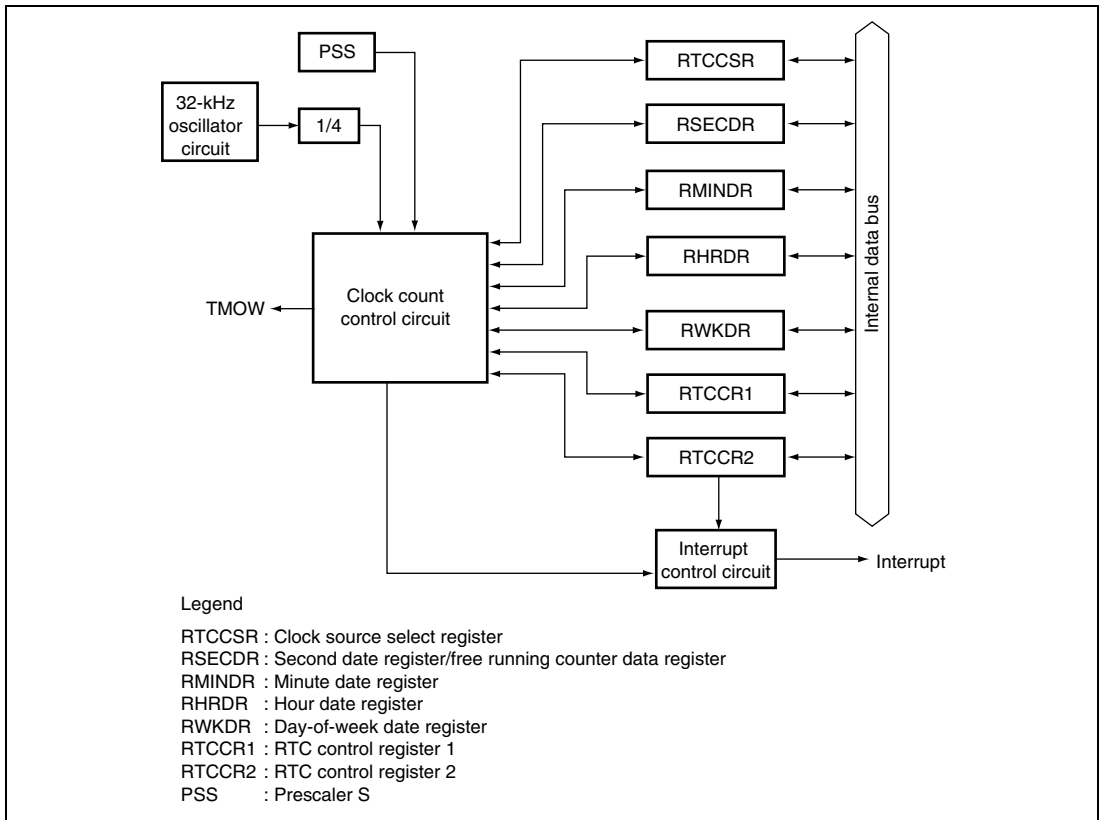 PSS
32-kHz
oscillator
circuit
1/4
RTCCSR
RSECDR
RMINDR
RHRDR
RWKDR
RTCCR1
RTCCR2
Internal data bus
TMOW
Clock count
control circuit
Interrupt
control circuit
Interrupt
Legend
RTCCSR : Clock source select register
RSECDR : Second date register/free running counter data register
RMINDR : Minute date register
RHRDR : Hour date register
RWKDR : Day-of-week date register
RTCCR1 : RTC control register 1
RTCCR2 : RTC control register 2
PSS : Prescaler S